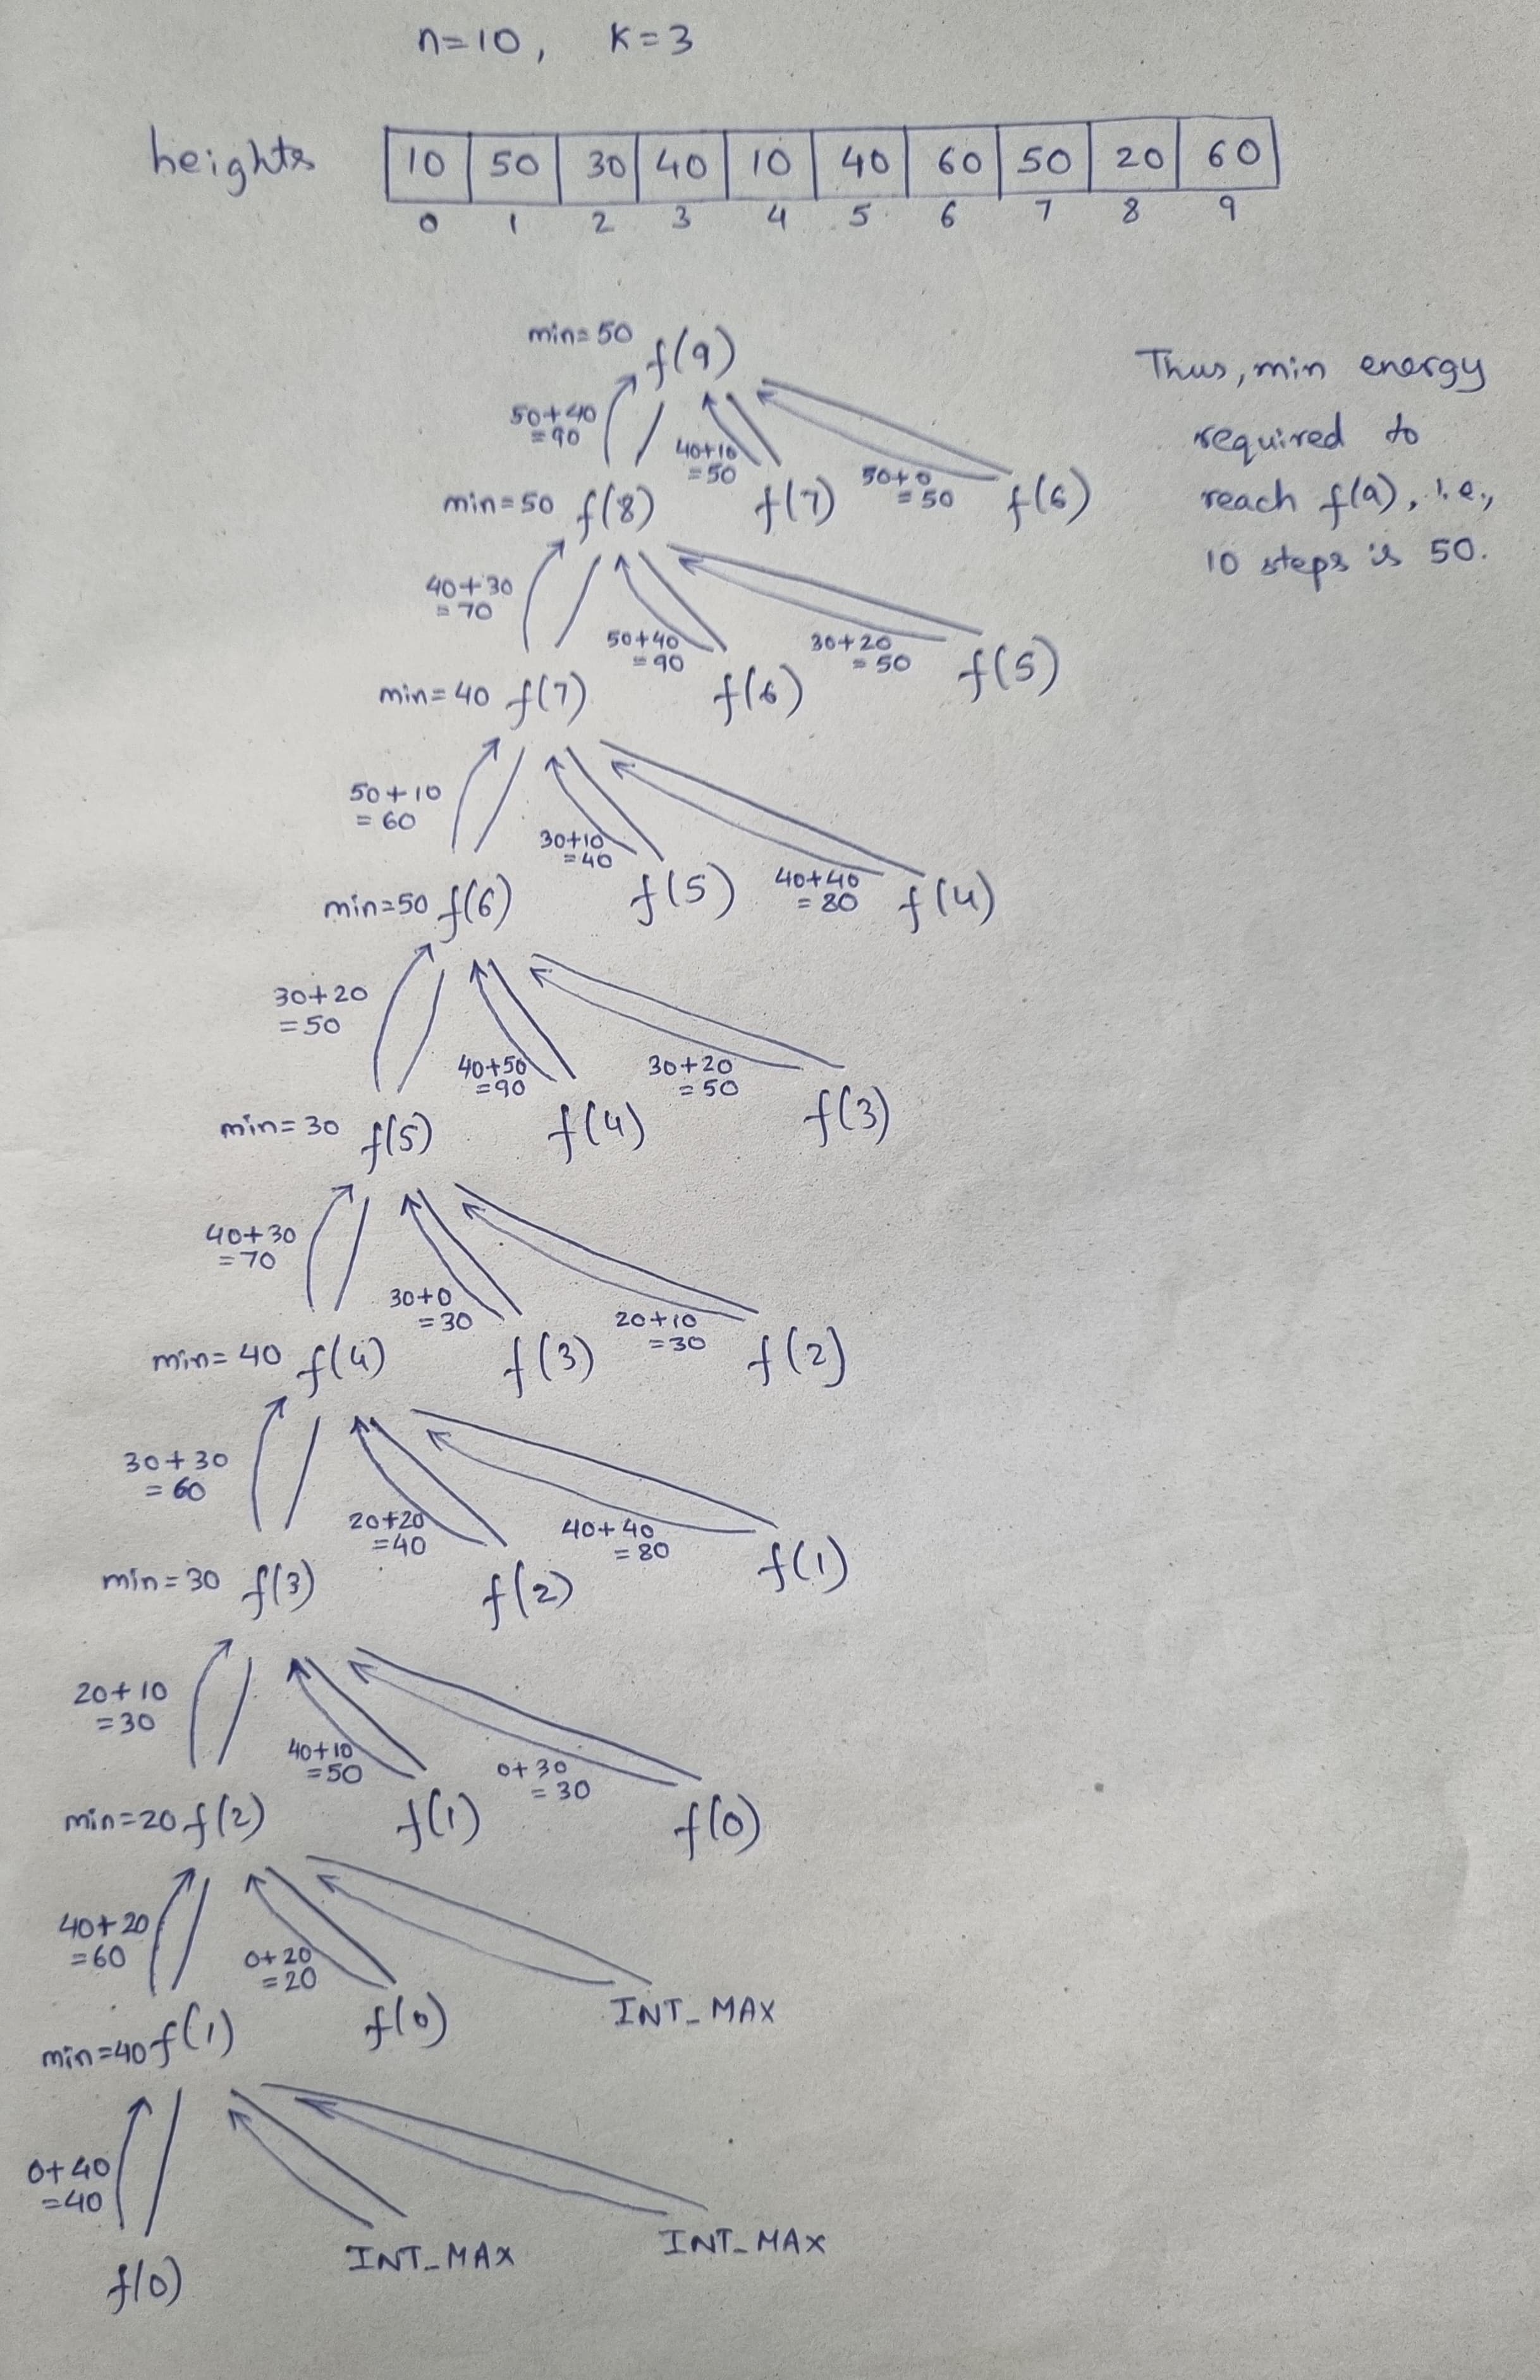 n=10, K=3
heights 10 50 30 40 10 40 60 50 20 60
0 1 2 3 4 5 6 7 8 9
min=50 f(9)
Thus, min energy
required to
reach f(9), i.e.,
10 steps is 50.
50+40
=90
40+10
=50
50+0
=50
min=50 f(8) f(7) f(6)
40+30
=70
50+40
=90
30+20
=50
min=40 f(7) f(6) f(5)
50+10
=60
30+10
=40
40+40
=80
min=50 f(6) f(5) f(4)
30+20
=50
40+50
=90
30+20
=50
min=30 f(5) f(4) f(3)
40+30
=70
30+0
=30
20+10
=30
min=40 f(4) f(3) f(2)
30+30
=60
20+20
=40
40+40
=80
min=30 f(3) f(2) f(1)
20+10
=30
40+10
=50
0+30
=30
min=20 f(2) f(1) f(0)
40+20
=60
0+20
=20
min=40 f(1) f(0) INT_MAX
0+40
=40
f(0) INT_MAX INT_MAX